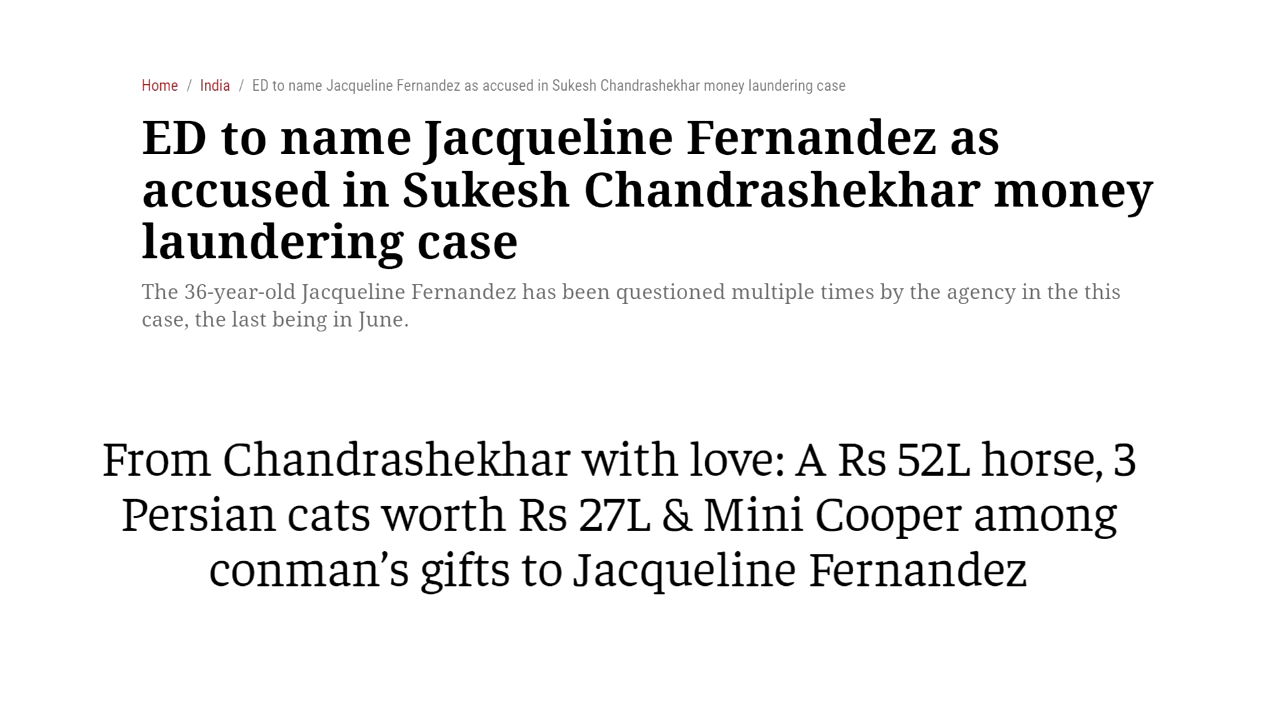 Home / India / ED to name Jacqueline Fernandez as accused in Sukesh Chandrashekhar money laundering case
ED to name Jacqueline Fernandez as
accused in Sukesh Chandrashekhar money
laundering case
The 36-year-old Jacqueline Fernandez has been questioned multiple times by the agency in the this
case, the last being in June.
From Chandrashekhar with love: A Rs 52L horse, 3
Persian cats worth Rs 27L & Mini Cooper among
conman’s gifts to Jacqueline Fernandez